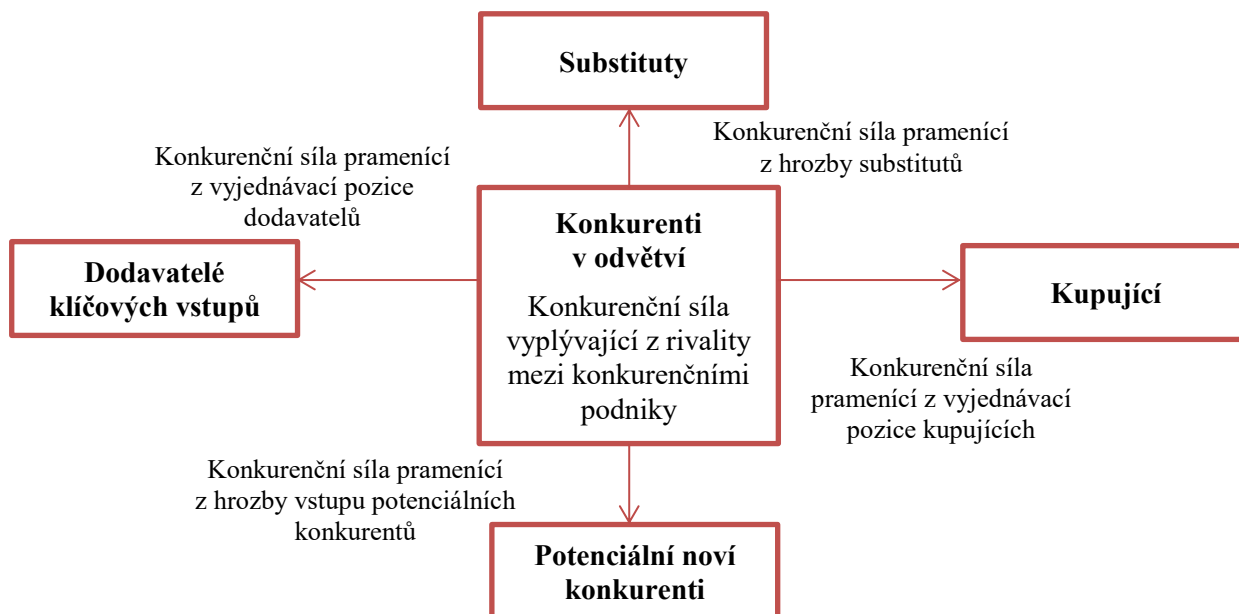 Substituty
Konkurenční síla pramenící
z hrozby substitutů
Konkurenční síla pramenící
z vyjednávací pozice
dodavatelů
Konkurenti
v odvětví
Konkurenční síla
vyplývající z rivality
mezi konkurenčními
podniky
Dodavatelé
klíčových vstupů
Kupující
Konkurenční síla
pramenící z vyjednávací
pozice kupujících
Konkurenční síla pramenící
z hrozby vstupu potenciálních
konkurentů
Potenciální noví
konkurenti